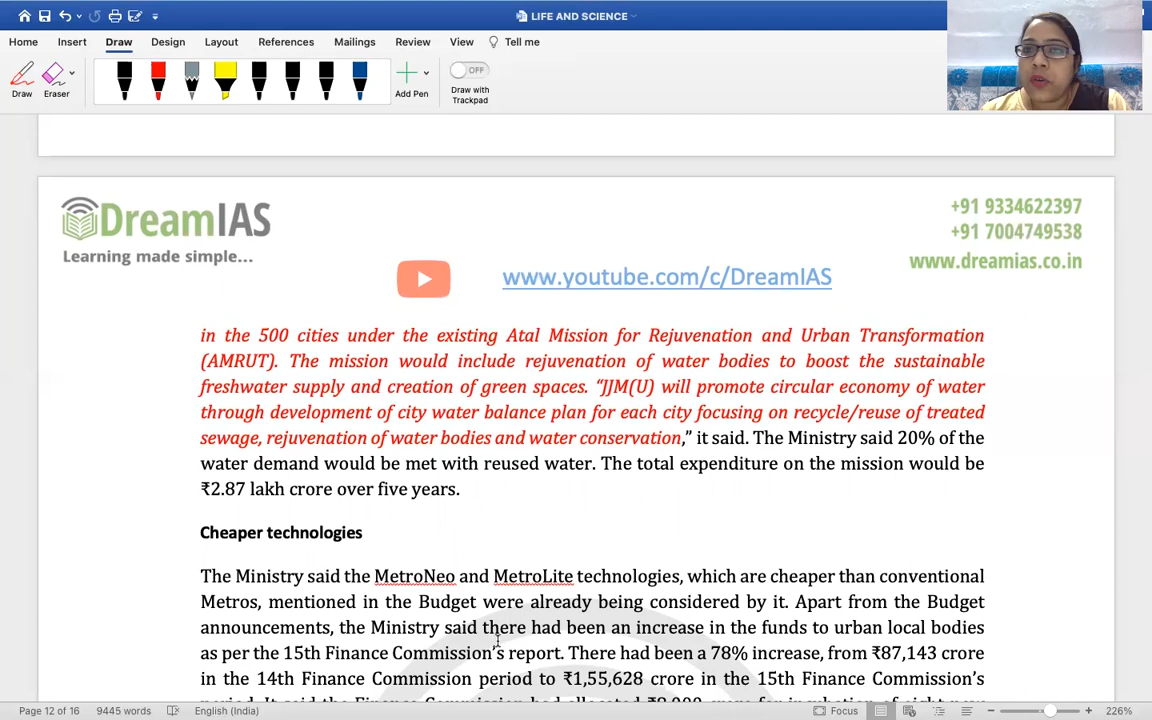 LIFE AND SCIENCE
Home Insert Draw Design Layout References Mailings Review View Tell me
OFF
Draw Eraser Add Pen Draw with
Trackpad
DreamIAS
Learning made simple...
+91 9334622397
+91 7004749538
www.dreamias.co.in
www.youtube.com/c/DreamIAS
in the 500 cities under the existing Atal Mission for Rejuvenation and Urban Transformation
(AMRUT). The mission would include rejuvenation of water bodies to boost the sustainable
freshwater supply and creation of green spaces. “JJM(U) will promote circular economy of water
through development of city water balance plan for each city focusing on recycle/reuse of treated
sewage, rejuvenation of water bodies and water conservation,” it said. The Ministry said 20% of the
water demand would be met with reused water. The total expenditure on the mission would be
₹2.87 lakh crore over five years.
Cheaper technologies
The Ministry said the MetroNeo and MetroLite technologies, which are cheaper than conventional
Metros, mentioned in the Budget were already being considered by it. Apart from the Budget
announcements, the Ministry said there had been an increase in the funds to urban local bodies
as per the 15th Finance Commission’s report. There had been a 78% increase, from ₹87,143 crore
in the 14th Finance Commission period to ₹1,55,628 crore in the 15th Finance Commission’s
Page 12 of 16 9445 words English (India) Focus 226%